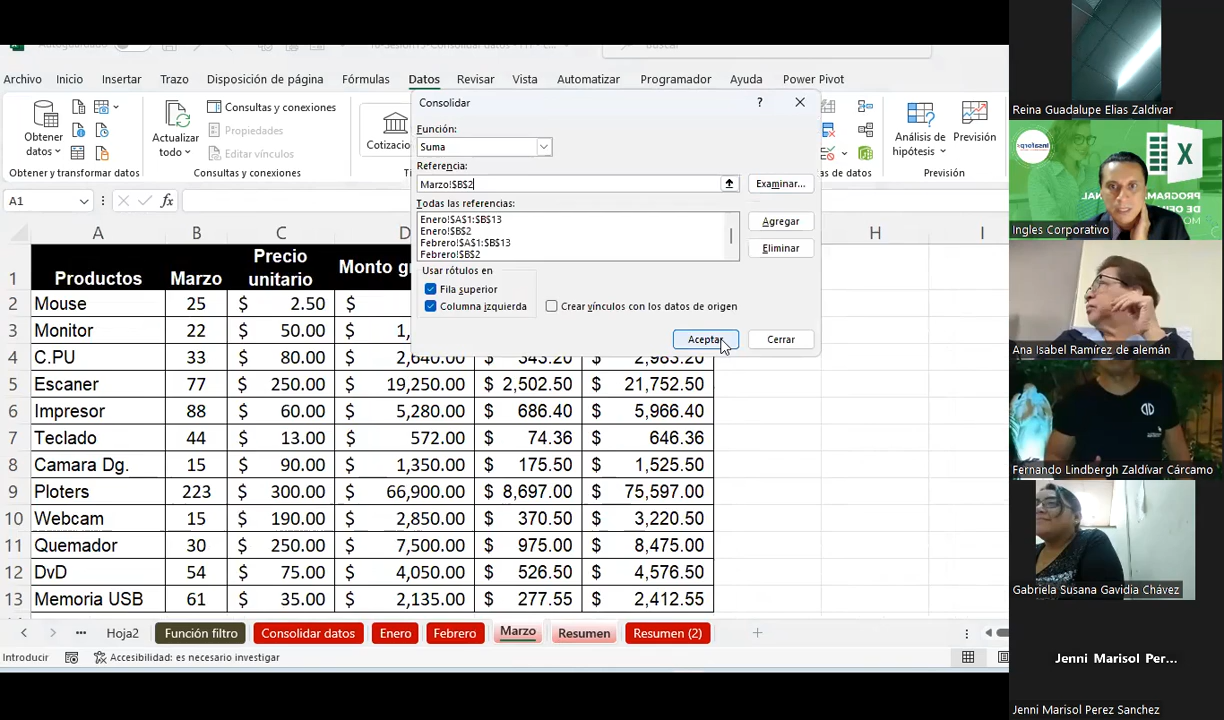 Archivo Inicio Insertar Trazo Disposición de página Fórmulas Datos Revisar Vista Automatizar Programador Ayuda Power Pivot
Obtener datos
Actualizar todo
Consultas y conexiones
Propiedades
Editar vínculos
Análisis de hipótesis
Previsión
Obtener y transformar datos
Consultas y conexiones
Previsión
Consolidar
?
Función:
Suma
Referencia:
Marzo!$B$2
Examinar...
Todas las referencias:
Enero!$A$1:$B$13
Enero!$B$2
Febrero!$A$1:$B$13
Febrero!$B$2
Agregar
Eliminar
Usar rótulos en
Fila superior
Columna izquierda
Crear vínculos con los datos de origen
Aceptar
Cerrar
A1
fx
A B C D H I
1 Productos Marzo Precio unitario
2 Mouse 25 $ 2.50 $
3 Monitor 22 $ 50.00 $
4 C.PU 33 $ 80.00 $ 2,640.00 $ 343.20 $ 2,983.20
5 Escaner 77 $ 250.00 $ 19,250.00 $ 2,502.50 $ 21,752.50
6 Impresor 88 $ 60.00 $ 5,280.00 $ 686.40 $ 5,966.40
7 Teclado 44 $ 13.00 $ 572.00 $ 74.36 $ 646.36
8 Camara Dg. 15 $ 90.00 $ 1,350.00 $ 175.50 $ 1,525.50
9 Ploters 223 $ 300.00 $ 66,900.00 $ 8,697.00 $ 75,597.00
10 Webcam 15 $ 190.00 $ 2,850.00 $ 370.50 $ 3,220.50
11 Quemador 30 $ 250.00 $ 7,500.00 $ 975.00 $ 8,475.00
12 DvD 54 $ 75.00 $ 4,050.00 $ 526.50 $ 4,576.50
13 Memoria USB 61 $ 35.00 $ 2,135.00 $ 277.55 $ 2,412.55
Hoja2 Función filtro Consolidar datos Enero Febrero Marzo Resumen Resumen (2)
Introducir
Accesibilidad: es necesario investigar
Reina Guadalupe Elias Zaldivar
Insaforp
X
Ingles Corporativo
Ana Isabel Ramírez de alemán
Fernando Lindbergh Zaldívar Cárcamo
Gabriela Susana Gavidia Chávez
Jenni Marisol Per...
Jenni Marisol Perez Sanchez